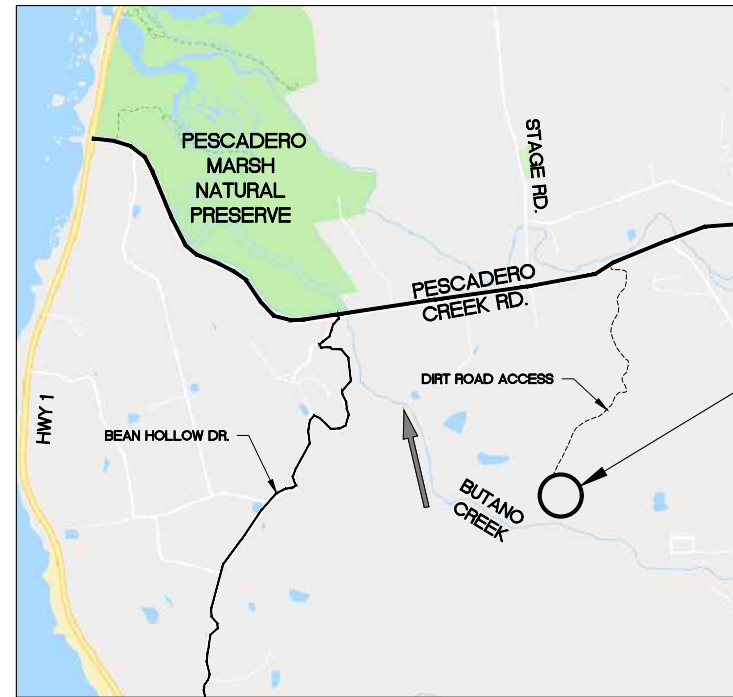 PESCADERO
MARSH
NATURAL
PRESERVE
STAGE RD.
PESCADERO
CREEK RD.
DIRT ROAD ACCESS
HWY 1
BEAN HOLLOW DR.
BUTANO
CREEK